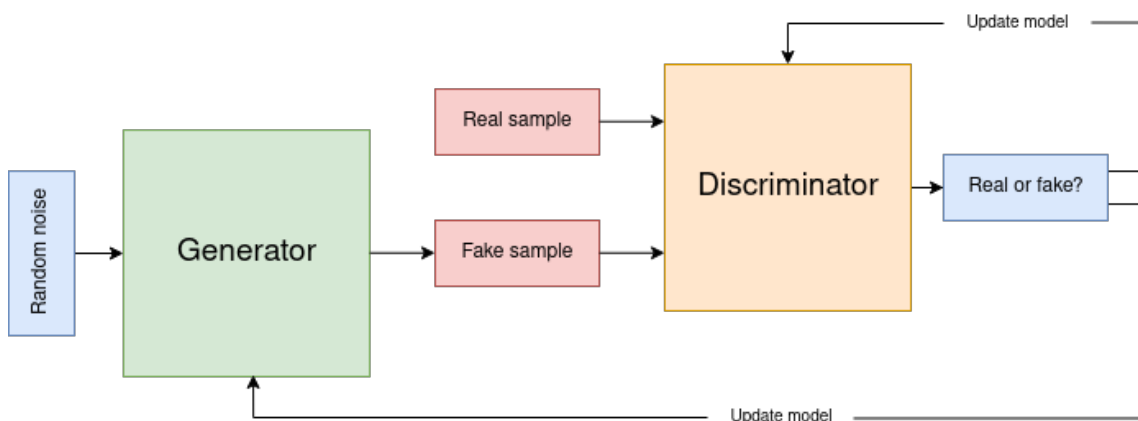 Update model
Real sample
Discriminator
Real or fake?
Random noise
Generator
Fake sample
Update model